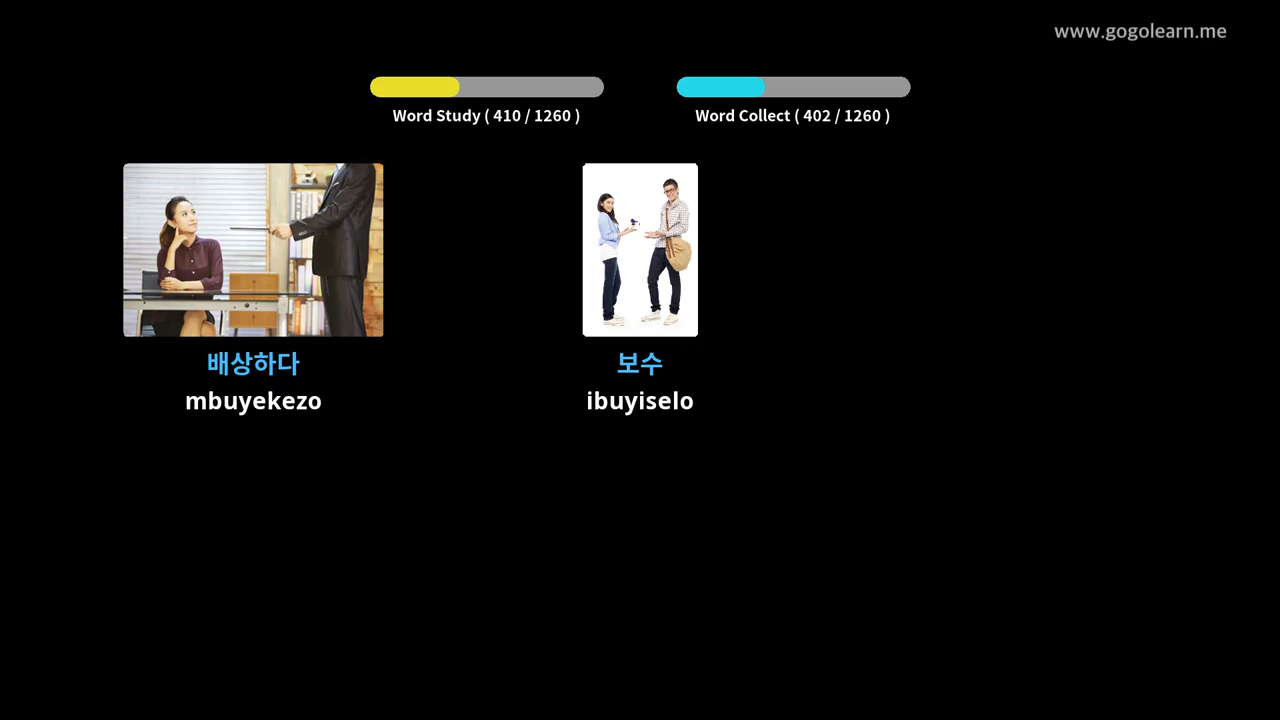 www.gogolearn.me
Word Study ( 410 / 1260 )
Word Collect ( 402 / 1260 )
배상하다
mbuyekezo
보수
ibuyiselo